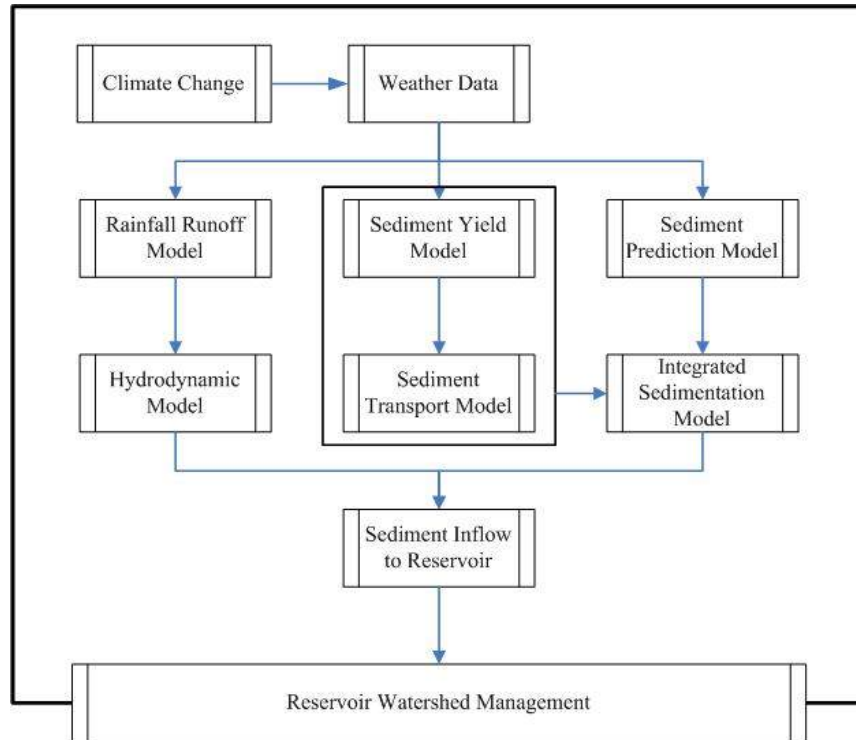 Climate Change
Weather Data
Rainfall Runoff
Model
Sediment Yield
Model
Sediment
Prediction Model
Hydrodynamic
Model
Sediment
Transport Model
Integrated
Sedimentation
Model
Sediment Inflow
to Reservoir
Reservoir Watershed Management